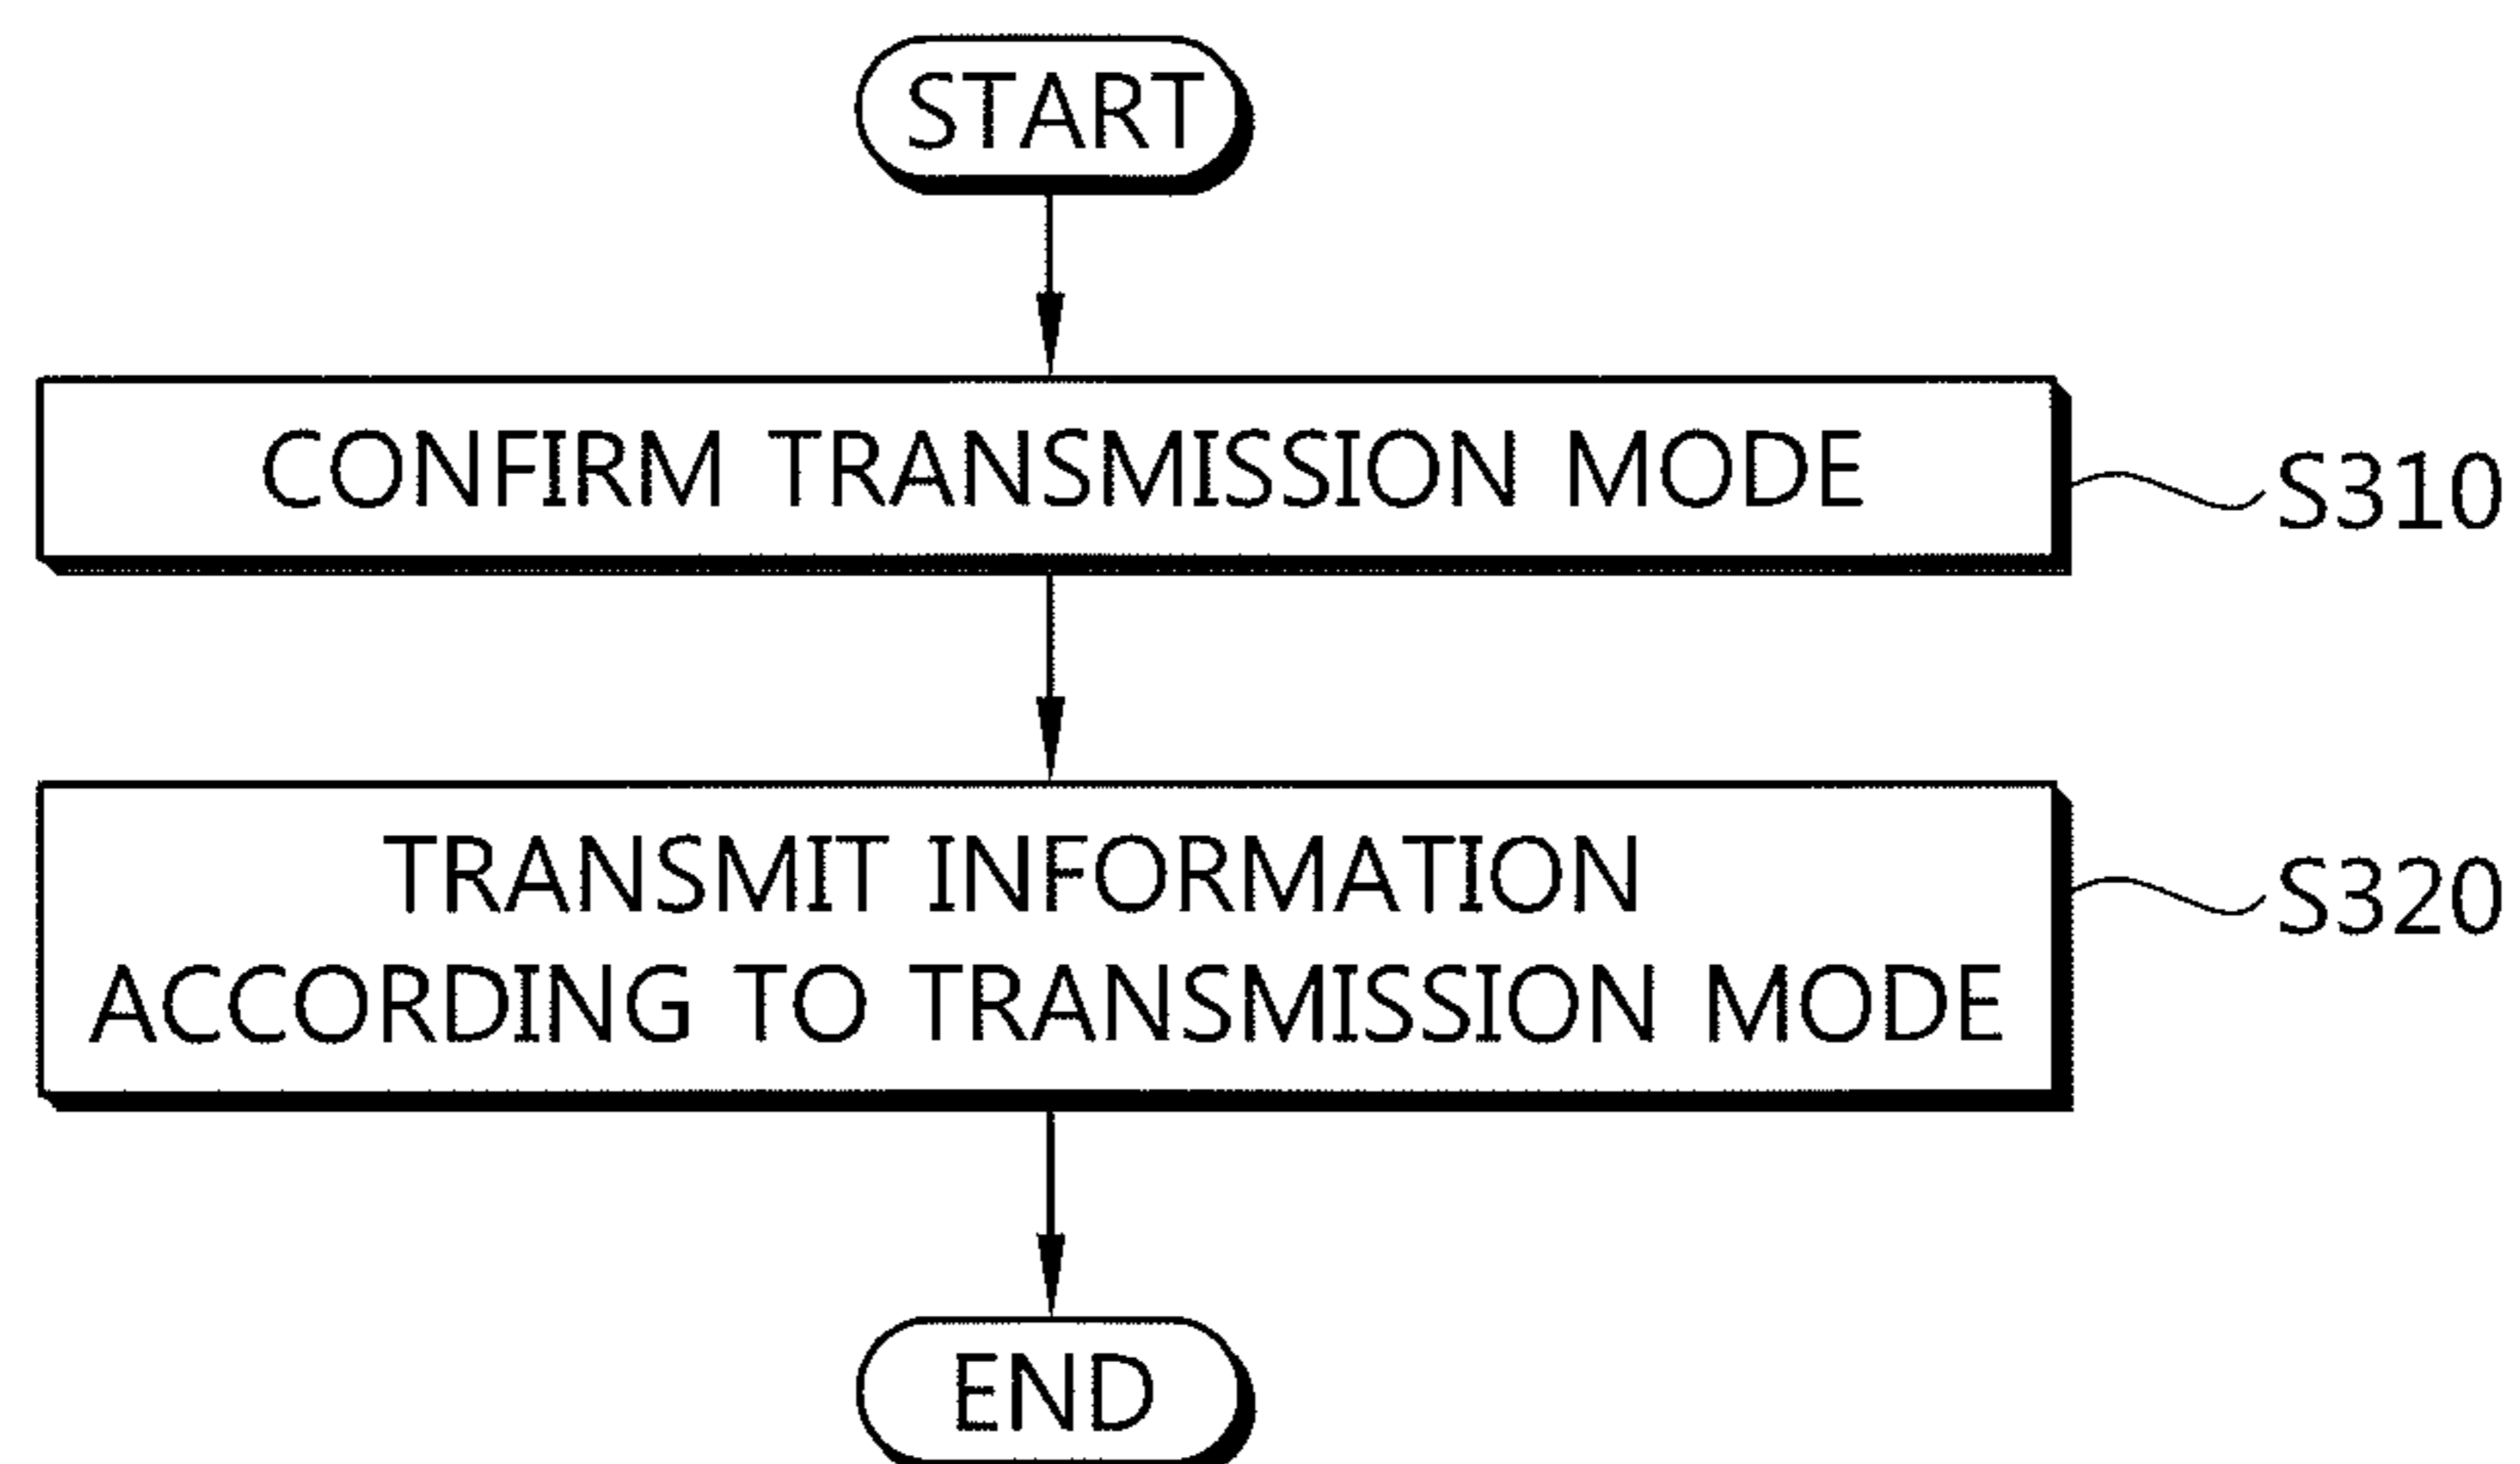 START
CONFIRM TRANSMISSION MODE
S310
TRANSMIT INFORMATION
ACCORDING TO TRANSMISSION MODE
S320
END